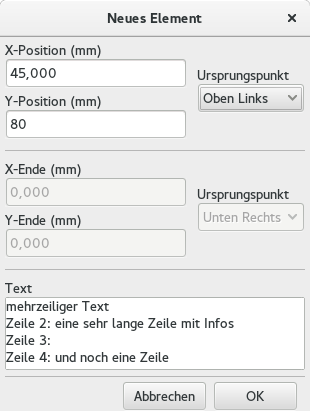 Neues Element
X-Position (mm)
45,000
Ursprungspunkt
Oben Links
Y-Position (mm)
80
X-Ende (mm)
0,000
Ursprungspunkt
Unten Rechts
Y-Ende (mm)
0,000
Text
mehrzeiliger Text
Zeile 2: eine sehr lange Zeile mit Infos
Zeile 3:
Zeile 4: und noch eine Zeile
Abbrechen
OK